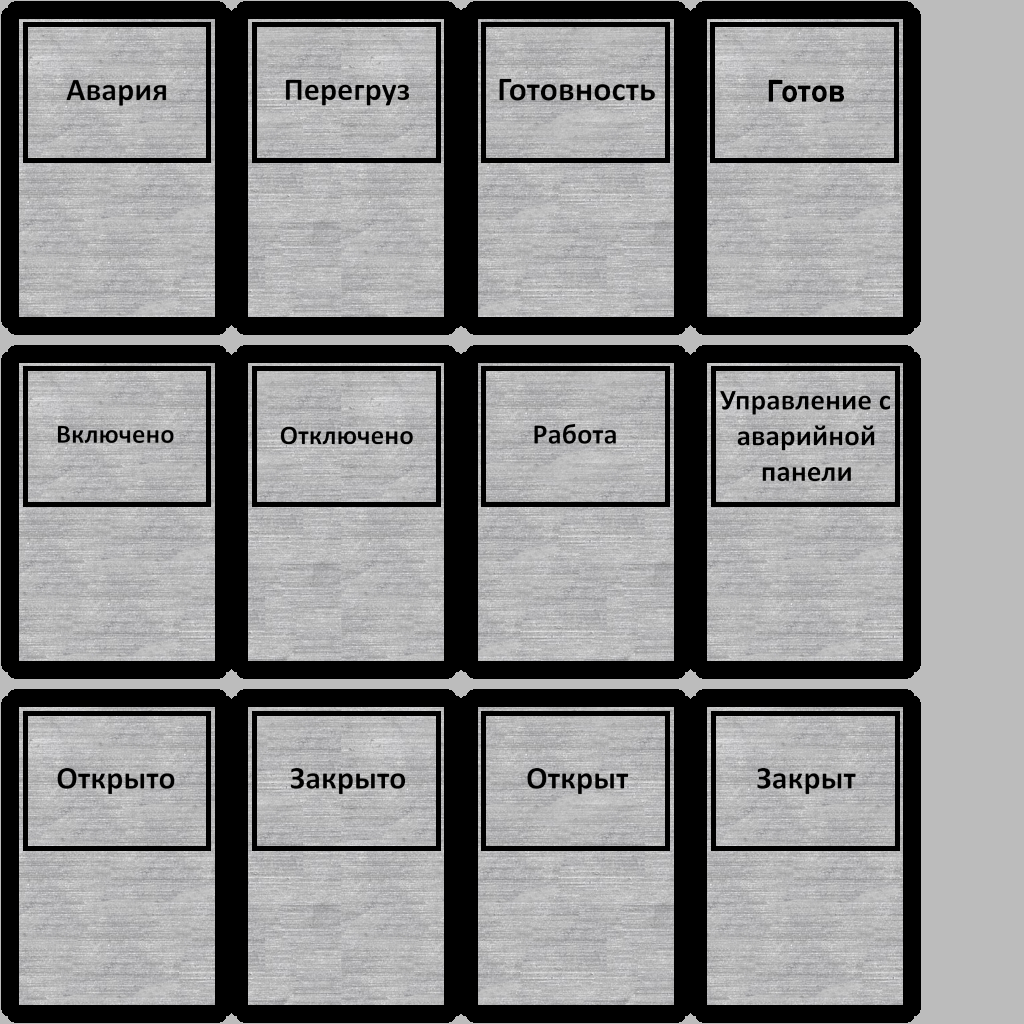 Авария
Перегруз
Готовность
Готов
Включено
Отключено
Работа
Управление с
аварийной
панели
Открыто
Закрыто
Открыт
Закрыт